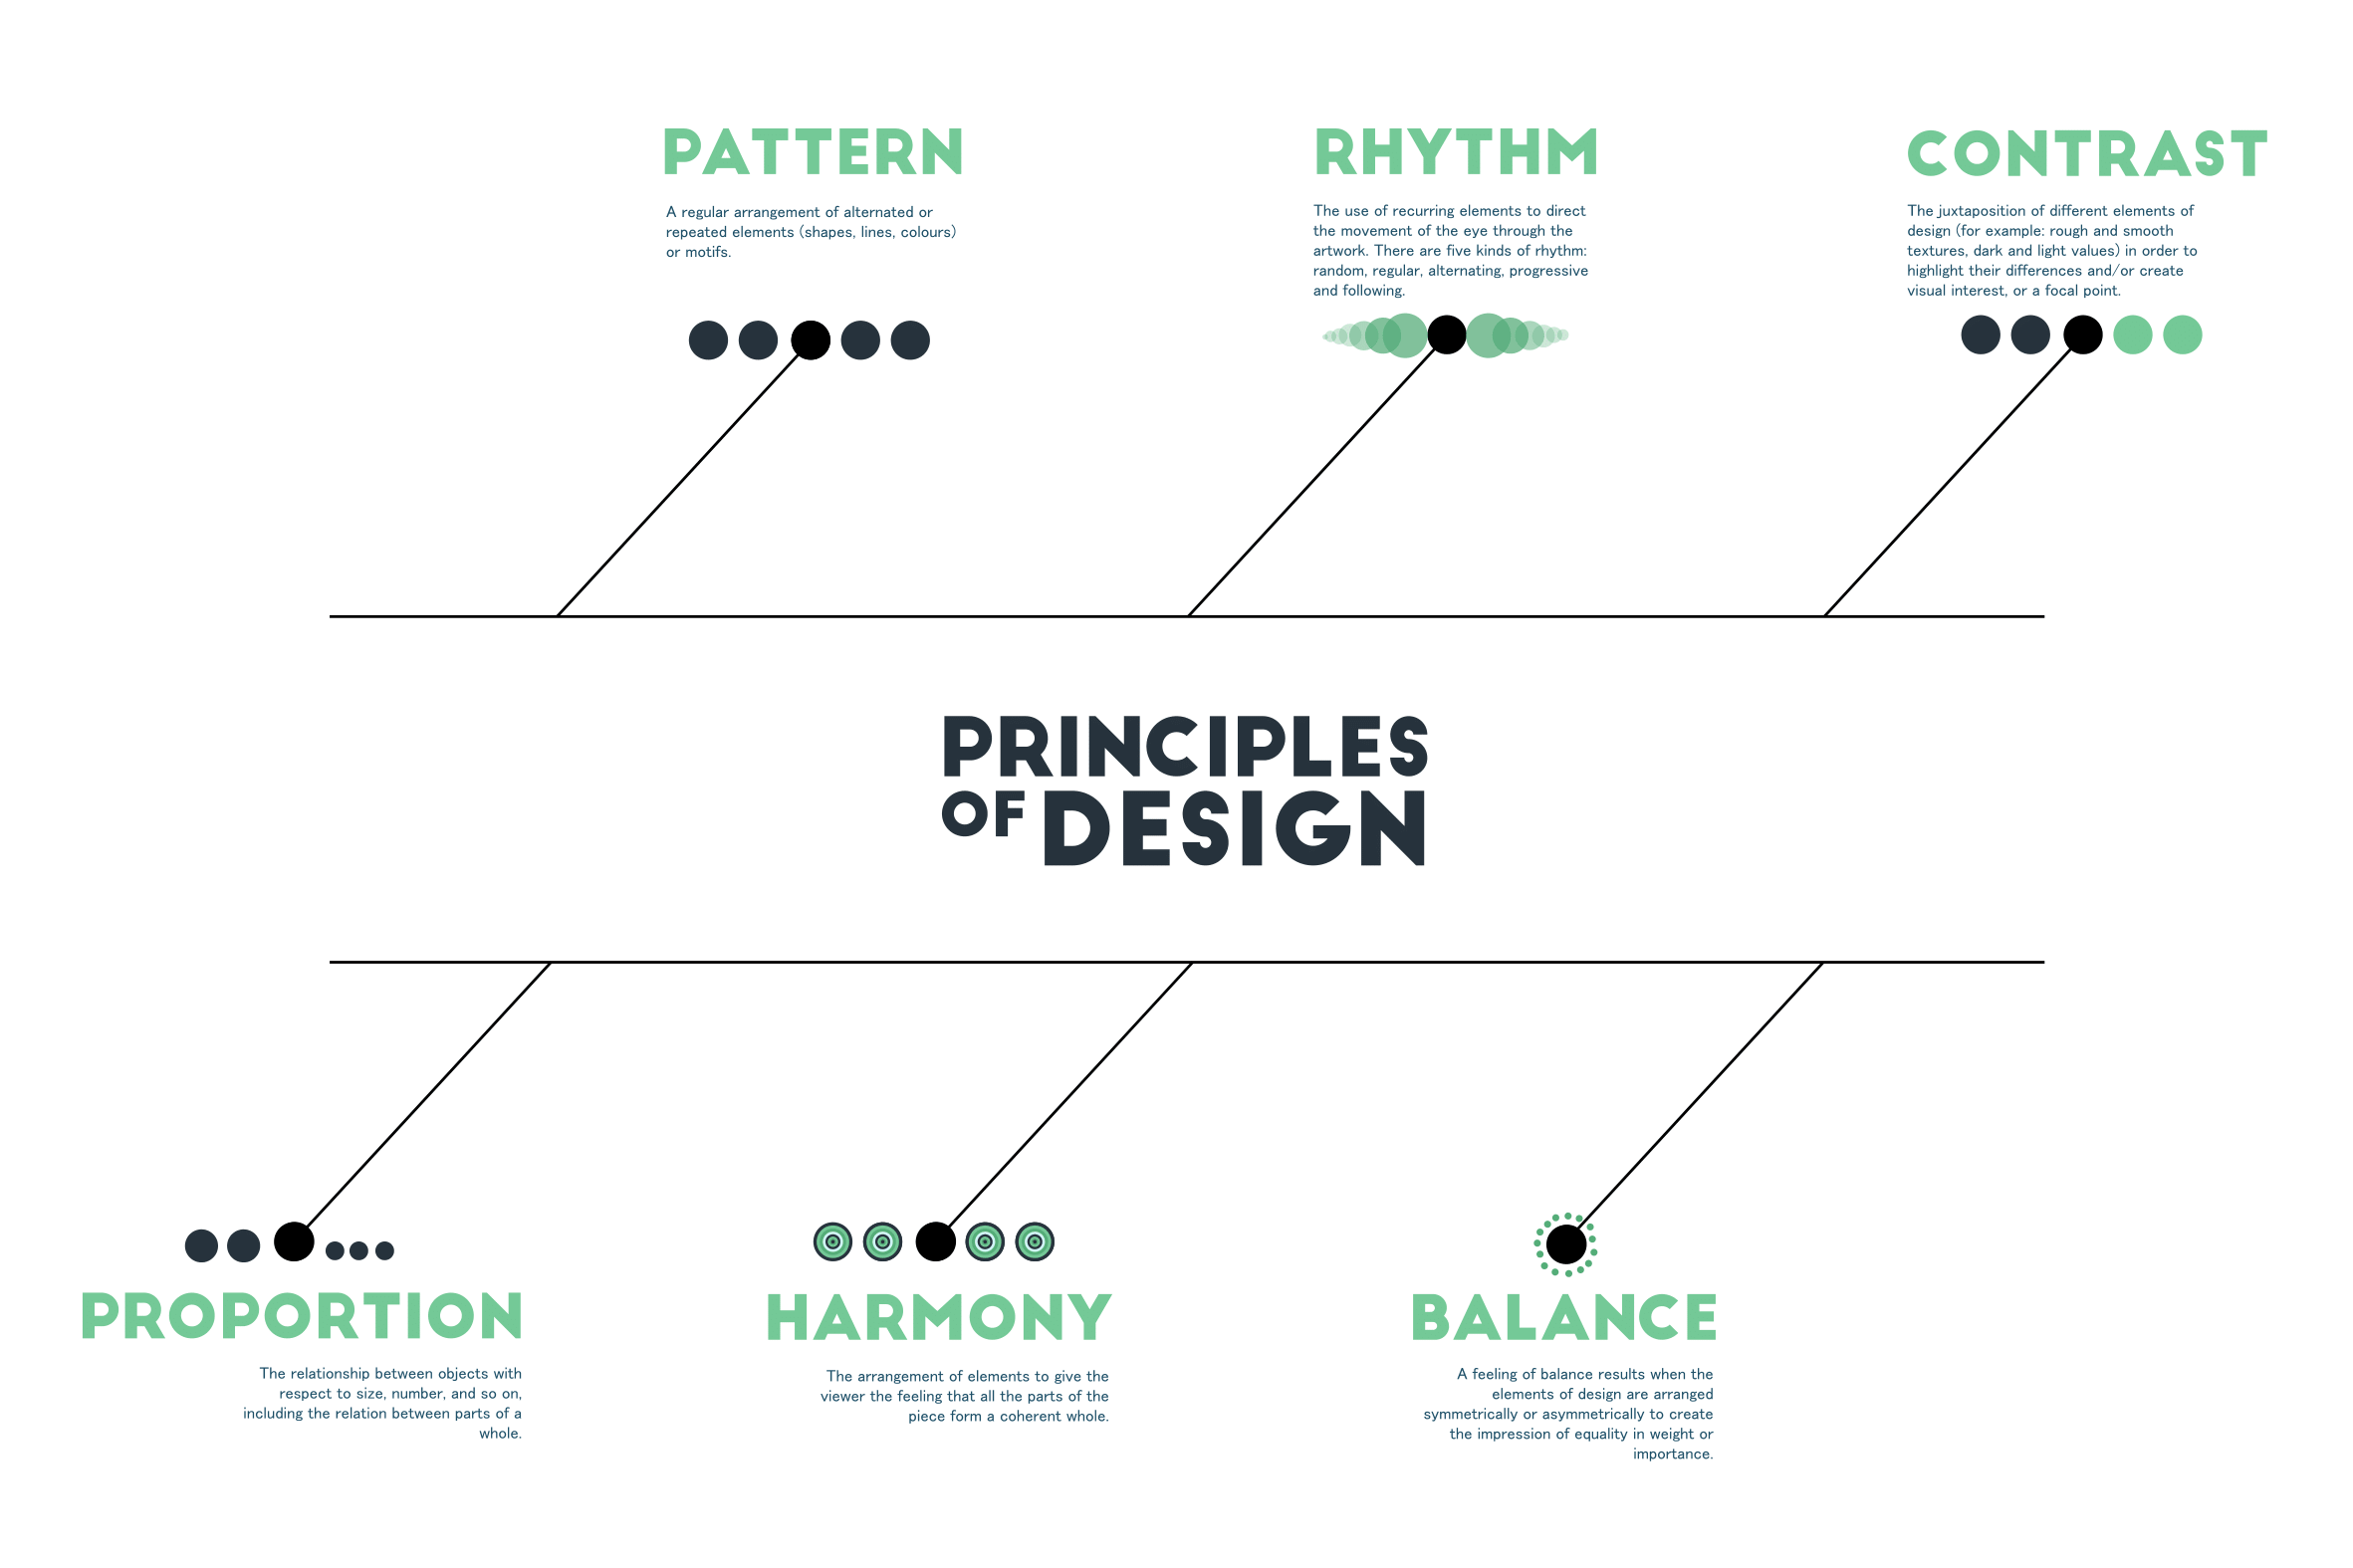 PATTERN
A regular arrangement of alternated or
repeated elements (shapes, lines, colours)
or motifs.
RHYTHM
The use of recurring elements to direct
the movement of the eye through the
artwork. There are five kinds of rhythm:
random, regular, alternating, progressive
and following.
CONTRAST
The juxtaposition of different elements of
design (for example: rough and smooth
textures, dark and light values) in order to
highlight their differences and/or create
visual interest, or a focal point.
PRINCIPLES
OF DESIGN
PROPORTION
The relationship between objects with
respect to size, number, and so on,
including the relation between parts of a
whole.
HARMONY
The arrangement of elements to give the
viewer the feeling that all the parts of the
piece form a coherent whole.
BALANCE
A feeling of balance results when the
elements of design are arranged
symmetrically or asymmetrically to create
the impression of equality in weight or
importance.